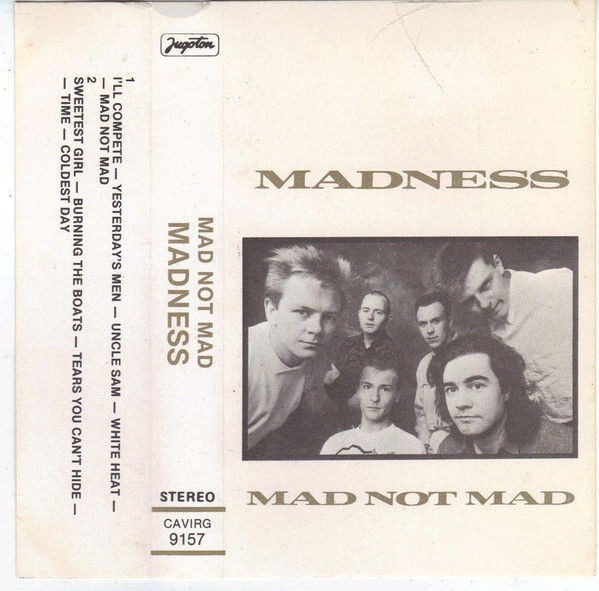 1
I'LL COMPETE — YESTERDAY'S MEN — UNCLE SAM — WHITE HEAT —
— MAD NOT MAD
2
SWEETEST GIRL — BURNING THE BOATS — TEARS YOU CAN'T HIDE —
— TIME — COLDEST DAY
Jugoton
MAD NOT MAD
MADNESS
STEREO
CAVIRG
9157
MADNESS
MAD NOT MAD